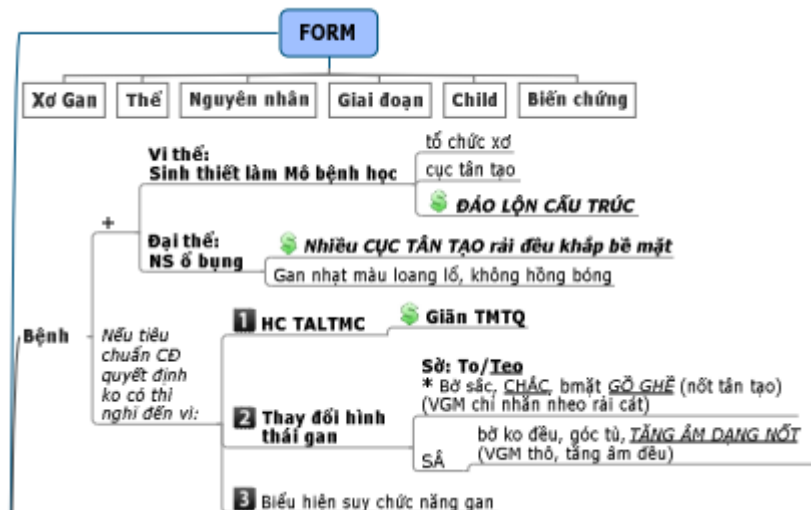 FORM
Xơ Gan
Thể
Nguyên nhân
Giai đoạn
Child
Biến chứng
Bệnh
+
Vi thể:
Sinh thiết làm Mô bệnh học
tổ chức xơ
cục tân tạo
ĐẢO LỘN CẤU TRÚC
Đại thể:
NS ổ bụng
Nhiều CỤC TÂN TẠO rải đều khắp bề mặt
Gan nhạt màu loang lổ, không hồng bóng
Nếu tiêu
chuẩn CĐ
quyết định
ko có thì
nghĩ đến vì:
1 HC TALTMC
Giãn TMTQ
2 Thay đổi hình
thái gan
Sờ: To/Teo
* Bờ sắc, CHẮC, bmặt GỒ GHỀ (nốt tân tạo)
(VGM chỉ nhăn nheo rải cát)
SÂ
bờ ko đều, góc tù, TĂNG ÂM DẠNG NỐT
(VGM thô, tăng âm đều)
3 Biểu hiện suy chức năng gan